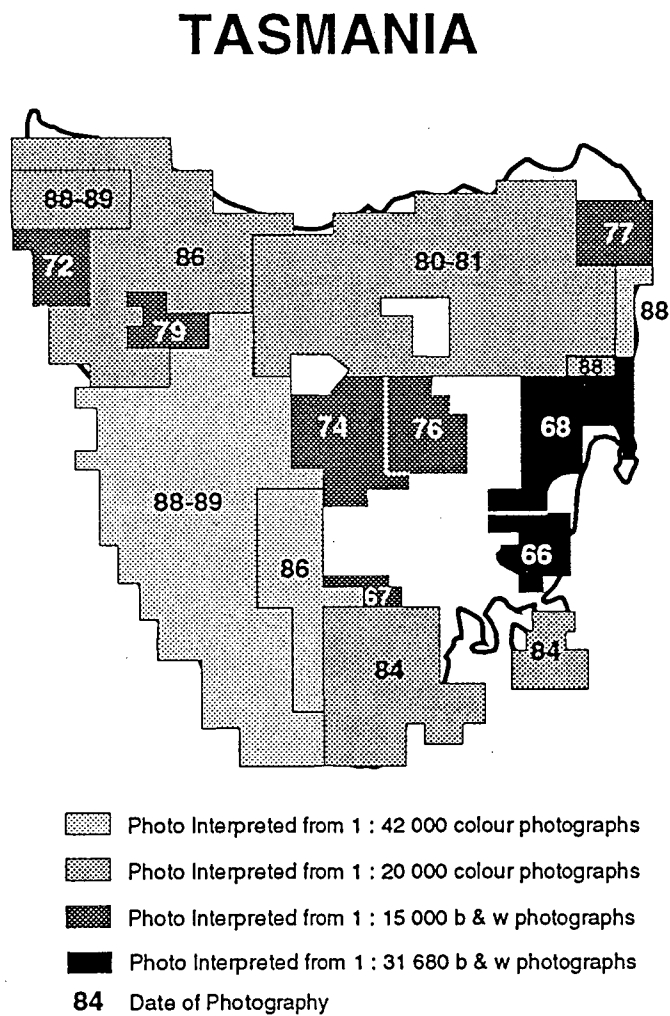 TASMANIA
88-89
72
86
80-81
77
79
88
88
74
76
68
88-89
86
66
67
84
84
Photo Interpreted from 1 : 42 000 colour photographs
Photo Interpreted from 1 : 20 000 colour photographs
Photo Interpreted from 1 : 15 000 b & w photographs
Photo Interpreted from 1 : 31 680 b & w photographs
84 Date of Photography